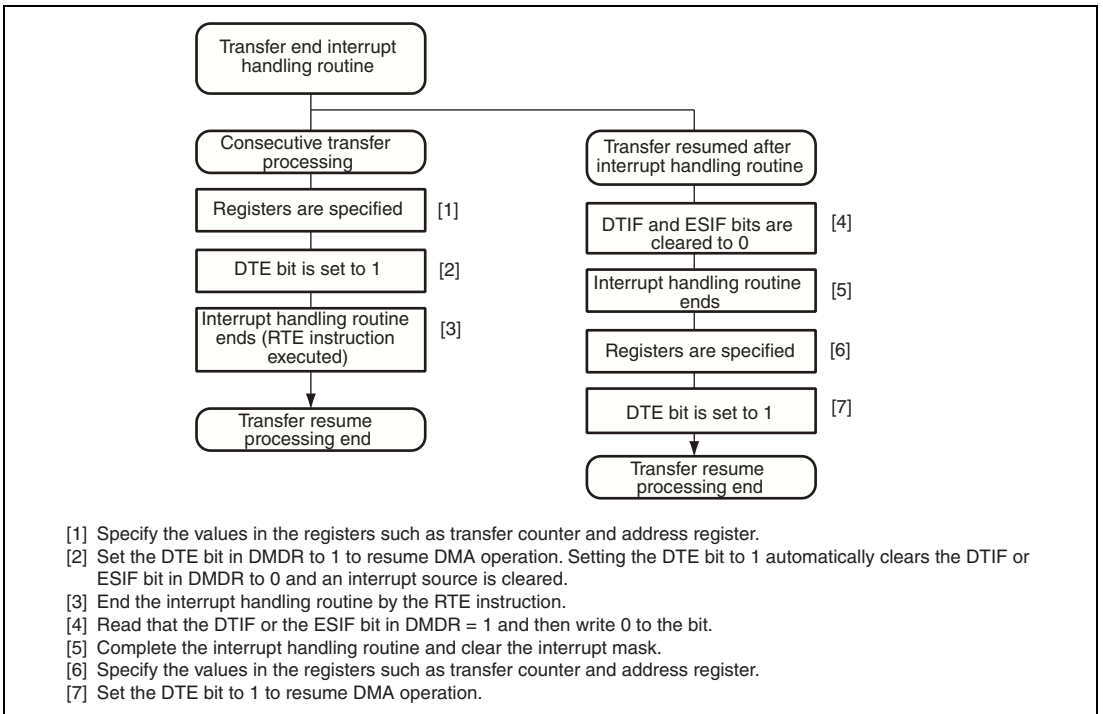 Transfer end interrupt
handling routine
Consecutive transfer
processing
Registers are specified
[1]
DTE bit is set to 1
[2]
Interrupt handling routine
ends (RTE instruction
executed)
[3]
Transfer resume
processing end
Transfer resumed after
interrupt handling routine
DTIF and ESIF bits are
cleared to 0
[4]
Interrupt handling routine
ends
[5]
Registers are specified
[6]
DTE bit is set to 1
[7]
Transfer resume
processing end
[1] Specify the values in the registers such as transfer counter and address register.
[2] Set the DTE bit in DMDR to 1 to resume DMA operation. Setting the DTE bit to 1 automatically clears the DTIF or
ESIF bit in DMDR to 0 and an interrupt source is cleared.
[3] End the interrupt handling routine by the RTE instruction.
[4] Read that the DTIF or the ESIF bit in DMDR = 1 and then write 0 to the bit.
[5] Complete the interrupt handling routine and clear the interrupt mask.
[6] Specify the values in the registers such as transfer counter and address register.
[7] Set the DTE bit to 1 to resume DMA operation.